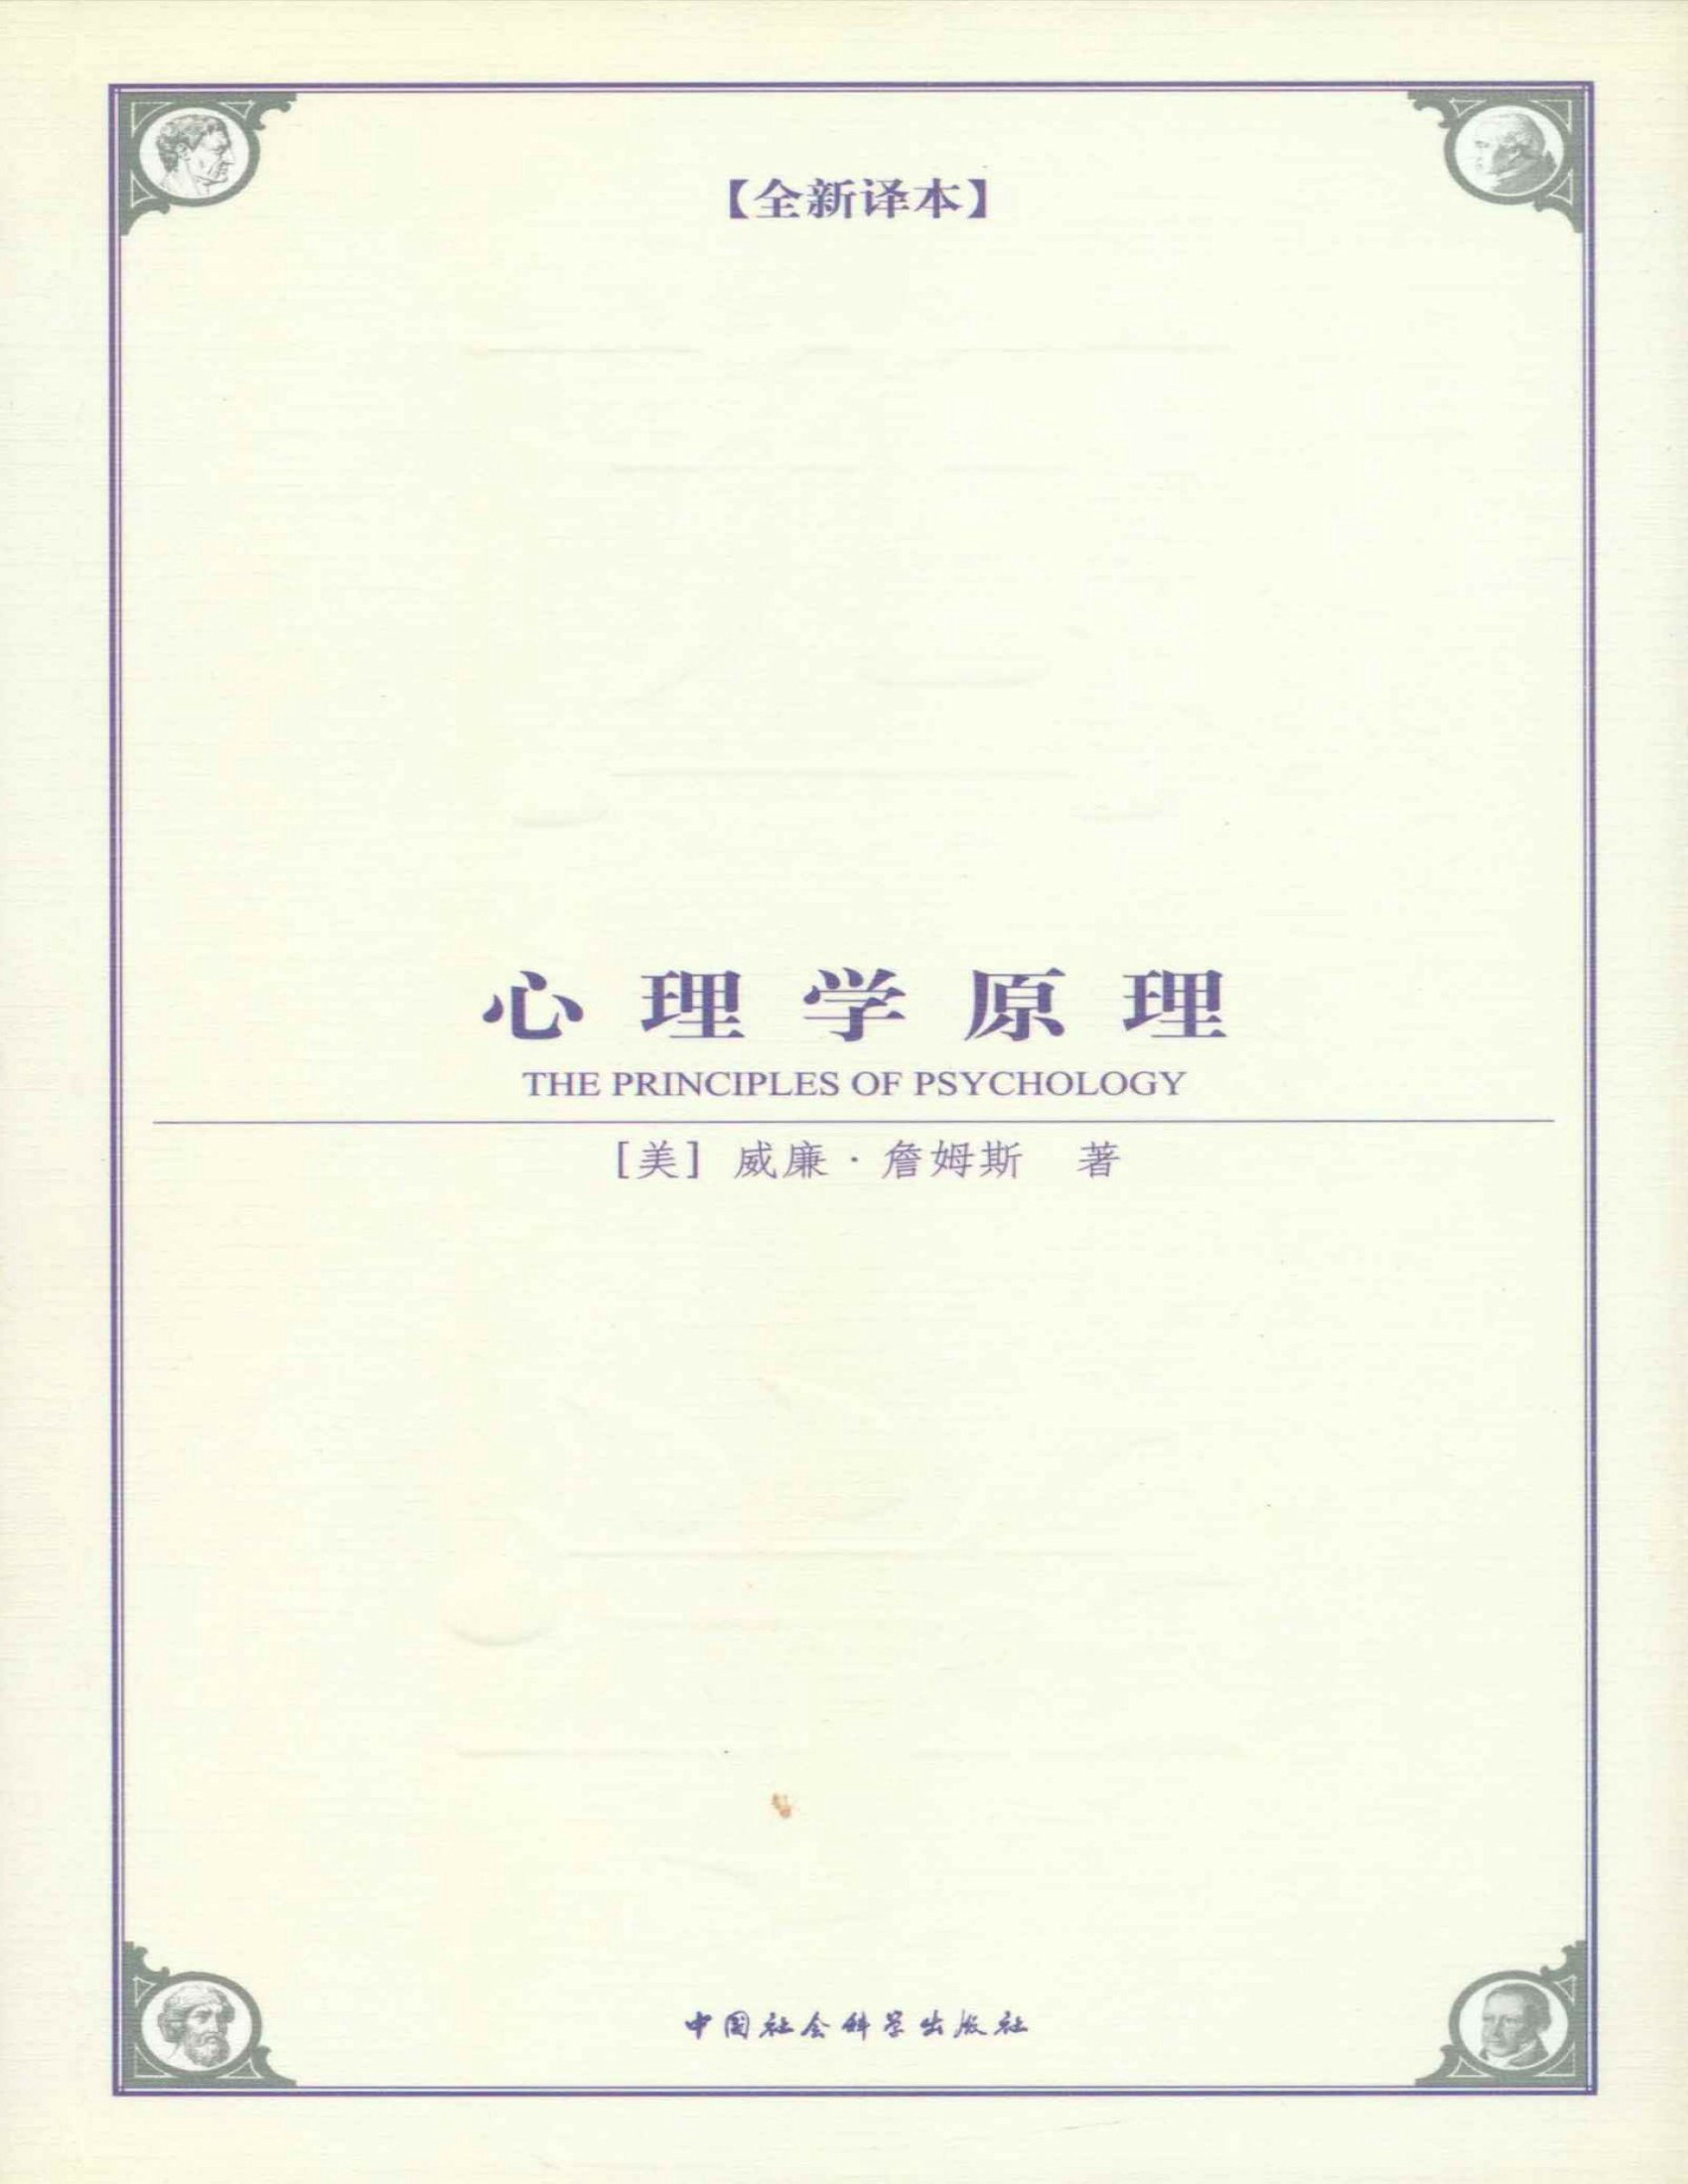 【全新译本】
心理学原理
THE PRINCIPLES OF PSYCHOLOGY
[美] 威廉·詹姆斯 著
中国社会科学出版社